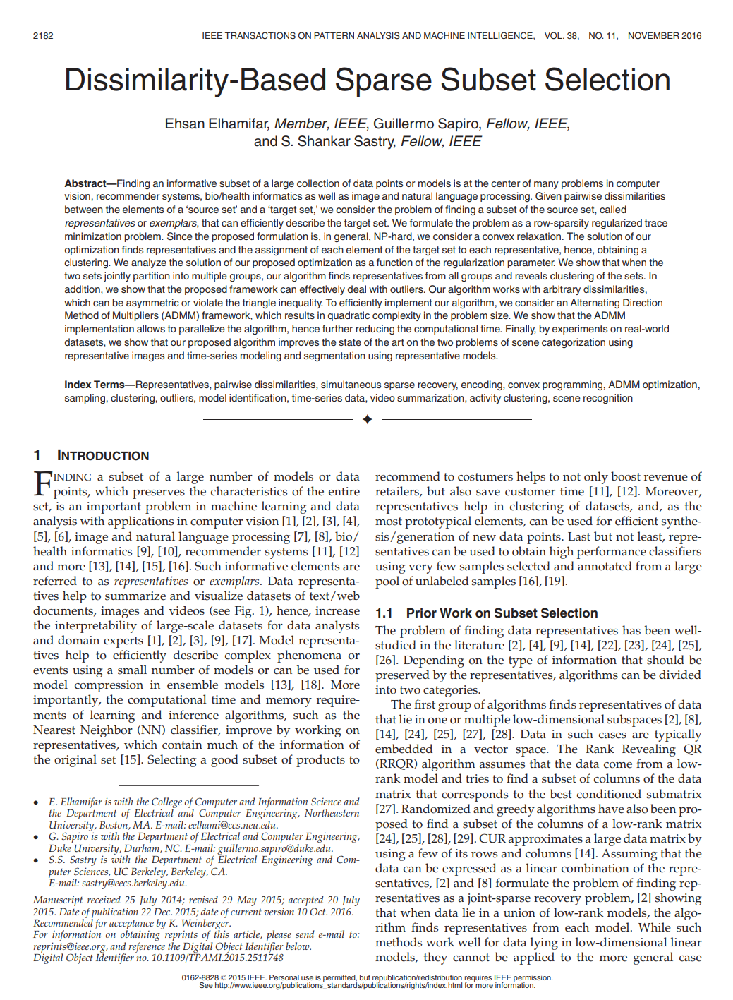 2182
IEEE TRANSACTIONS ON PATTERN ANALYSIS AND MACHINE INTELLIGENCE, VOL. 38, NO. 11, NOVEMBER 2016
Dissimilarity-Based Sparse Subset Selection
Ehsan Elhamifar, Member, IEEE, Guillermo Sapiro, Fellow, IEEE,
and S. Shankar Sastry, Fellow, IEEE
Abstract—Finding an informative subset of a large collection of data points or models is at the center of many problems in computer
vision, recommender systems, bio/health informatics as well as image and natural language processing. Given pairwise dissimilarities
between the elements of a ‘source set’ and a ‘target set,’ we consider the problem of finding a subset of the source set, called
representatives or exemplars, that can efficiently describe the target set. We formulate the problem as a row-sparsity regularized trace
minimization problem. Since the proposed formulation is, in general, NP-hard, we consider a convex relaxation. The solution of our
optimization finds representatives and the assignment of each element of the target set to each representative, hence, obtaining a
clustering. We analyze the solution of our proposed optimization as a function of the regularization parameter. We show that when the
two sets jointly partition into multiple groups, our algorithm finds representatives from all groups and reveals clustering of the sets. In
addition, we show that the proposed framework can effectively deal with outliers. Our algorithm works with arbitrary dissimilarities,
which can be asymmetric or violate the triangle inequality. To efficiently implement our algorithm, we consider an Alternating Direction
Method of Multipliers (ADMM) framework, which results in quadratic complexity in the problem size. We show that the ADMM
implementation allows to parallelize the algorithm, hence further reducing the computational time. Finally, by experiments on real-world
datasets, we show that our proposed algorithm improves the state of the art on the two problems of scene categorization using
representative images and time-series modeling and segmentation using representative models.
Index Terms—Representatives, pairwise dissimilarities, simultaneous sparse recovery, encoding, convex programming, ADMM optimization,
sampling, clustering, outliers, model identification, time-series data, video summarization, activity clustering, scene recognition
1 INTRODUCTION
FINDING a subset of a large number of models or data
points, which preserves the characteristics of the entire
set, is an important problem in machine learning and data
analysis with applications in computer vision [1], [2], [3], [4],
[5], [6], image and natural language processing [7], [8], bio/
health informatics [9], [10], recommender systems [11], [12]
and more [13], [14], [15], [16]. Such informative elements are
referred to as representatives or exemplars. Data representa-
tives help to summarize and visualize datasets of text/web
documents, images and videos (see Fig. 1), hence, increase
the interpretability of large-scale datasets for data analysts
and domain experts [1], [2], [3], [9], [17]. Model representa-
tives help to efficiently describe complex phenomena or
events using a small number of models or can be used for
model compression in ensemble models [13], [18]. More
importantly, the computational time and memory require-
ments of learning and inference algorithms, such as the
Nearest Neighbor (NN) classifier, improve by working on
representatives, which contain much of the information of
the original set [15]. Selecting a good subset of products to
• E. Elhamifar is with the College of Computer and Information Science and
the Department of Electrical and Computer Engineering, Northeastern
University, Boston, MA. E-mail: eelhami@ccs.neu.edu.
• G. Sapiro is with the Department of Electrical and Computer Engineering,
Duke University, Durham, NC. E-mail: guillermo.sapiro@duke.edu.
• S.S. Sastry is with the Department of Electrical Engineering and Com-
puter Sciences, UC Berkeley, Berkeley, CA.
E-mail: sastry@eecs.berkeley.edu.
Manuscript received 25 July 2014; revised 29 May 2015; accepted 20 July
2015. Date of publication 22 Dec. 2015; date of current version 10 Oct. 2016.
Recommended for acceptance by K. Weinberger.
For information on obtaining reprints of this article, please send e-mail to:
reprints@ieee.org, and reference the Digital Object Identifier below.
Digital Object Identifier no. 10.1109/TPAMI.2015.2511748
recommend to costumers helps to not only boost revenue of
retailers, but also save customer time [11], [12]. Moreover,
representatives help in clustering of datasets, and, as the
most prototypical elements, can be used for efficient synthe-
sis/generation of new data points. Last but not least, repre-
sentatives can be used to obtain high performance classifiers
using very few samples selected and annotated from a large
pool of unlabeled samples [16], [19].
1.1 Prior Work on Subset Selection
The problem of finding data representatives has been well-
studied in the literature [2], [4], [9], [14], [22], [23], [24], [25],
[26]. Depending on the type of information that should be
preserved by the representatives, algorithms can be divided
into two categories.
The first group of algorithms finds representatives of data
that lie in one or multiple low-dimensional subspaces [2], [8],
[14], [24], [25], [27], [28]. Data in such cases are typically
embedded in a vector space. The Rank Revealing QR
(RRQR) algorithm assumes that the data come from a low-
rank model and tries to find a subset of columns of the data
matrix that corresponds to the best conditioned submatrix
[27]. Randomized and greedy algorithms have also been pro-
posed to find a subset of the columns of a low-rank matrix
[24], [25], [28], [29]. CUR approximates a large data matrix by
using a few of its rows and columns [14]. Assuming that the
data can be expressed as a linear combination of the repre-
sentatives, [2] and [8] formulate the problem of finding rep-
resentatives as a joint-sparse recovery problem, [2] showing
that when data lie in a union of low-rank models, the algo-
rithm finds representatives from each model. While such
methods work well for data lying in low-dimensional linear
models, they cannot be applied to the more general case
0162-8828 © 2015 IEEE. Personal use is permitted, but republication/redistribution requires IEEE permission.
See http://www.ieee.org/publications_standards/publications/rights/index.html for more information.